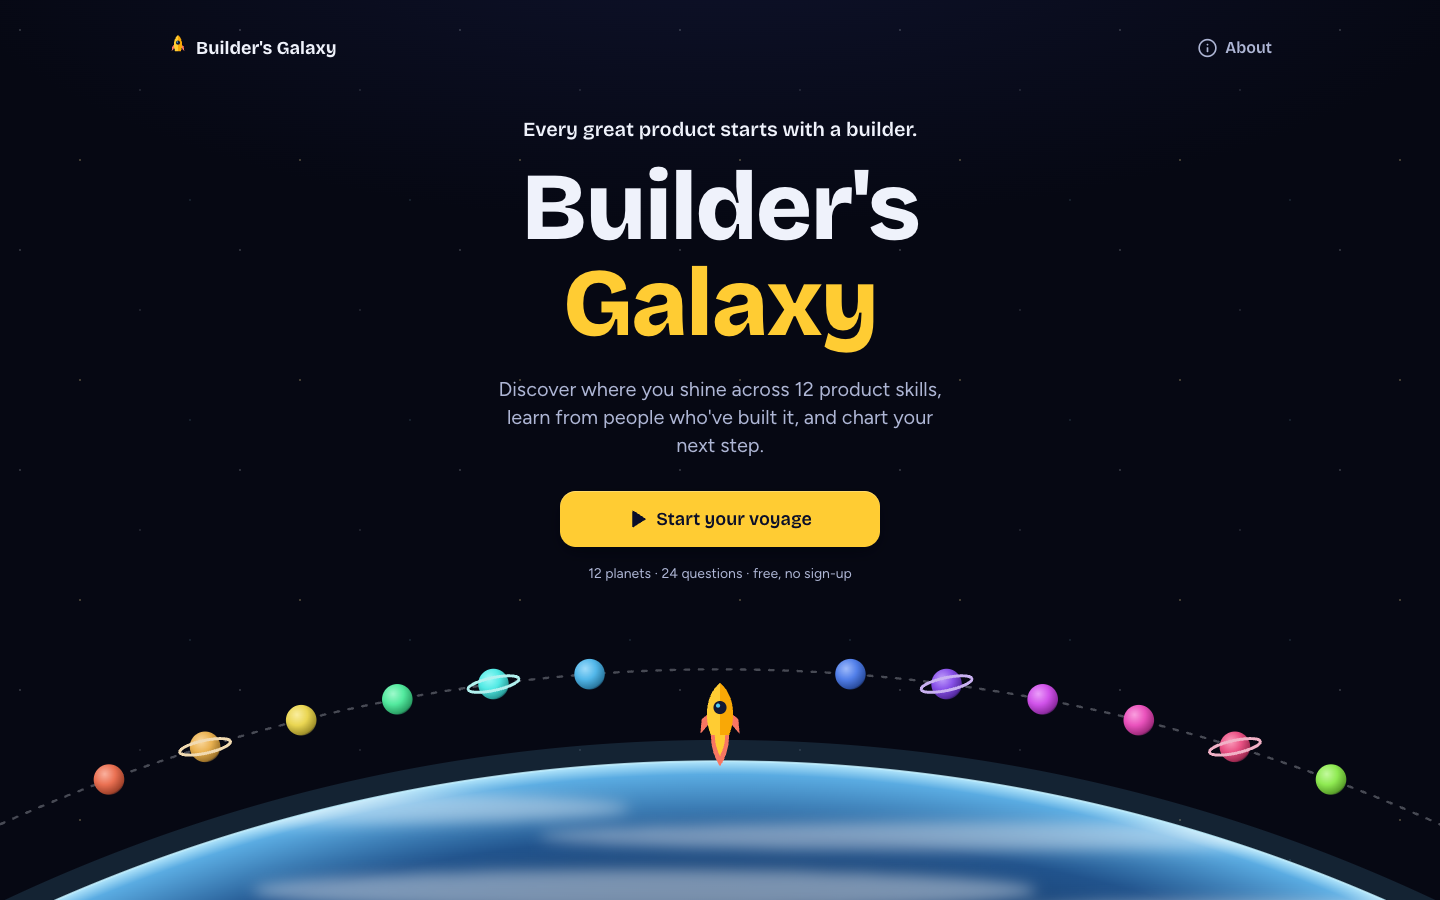 Builder's Galaxy
About
Every great product starts with a builder.
Builder's
Galaxy
Discover where you shine across 12 product skills,
learn from people who've built it, and chart your
next step.
Start your voyage
12 planets · 24 questions · free, no sign-up